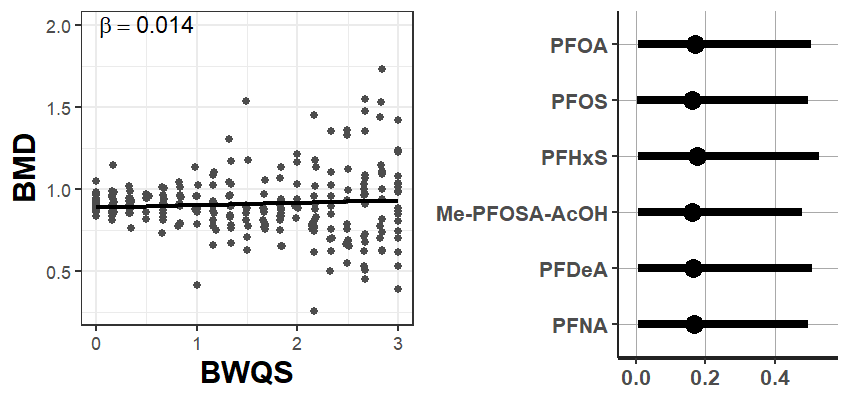 β = 0.014
2.0
1.5
1.0
0.5
BMD
0 1 2 3
BWQS
PFOA
PFOS
PFHxS
Me-PFOSA-AcOH
PFDeA
PFNA
0.0 0.2 0.4